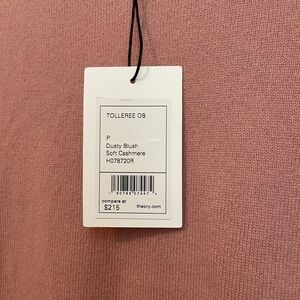 TOLLEREE OB
P
Dusty Blush
Soft Cashmere
H078720R
compare at
$215
theory.com